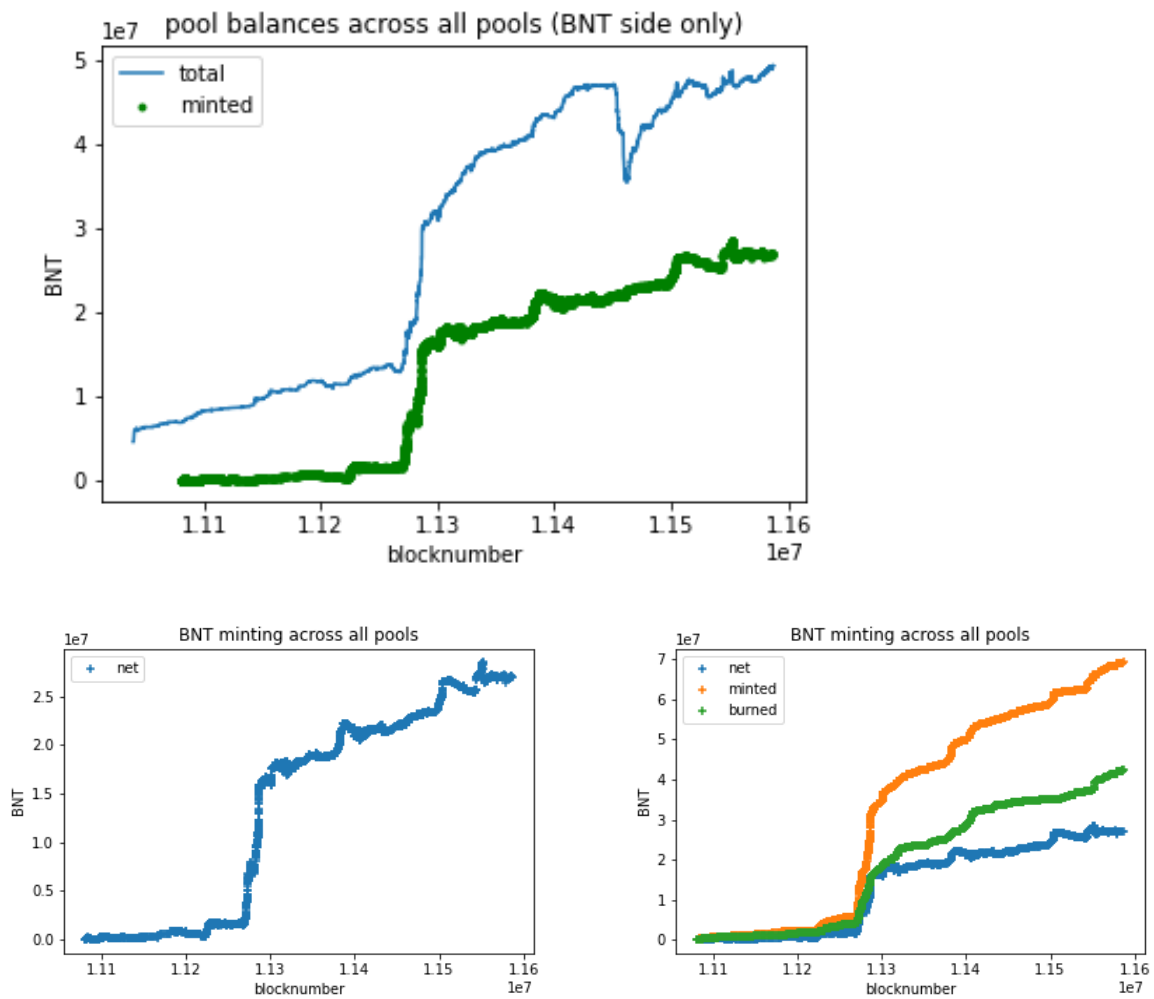 pool balances across all pools (BNT side only)
1e7
total
minted
5
4
3
2
1
0
BNT
1.11 1.12 1.13 1.14 1.15 1.16
blocknumber
1e7
BNT minting across all pools
1e7
net
2.5
2.0
1.5
1.0
0.5
0.0
BNT
1.11 1.12 1.13 1.14 1.15 1.16
blocknumber
1e7
BNT minting across all pools
1e7
net
minted
burned
7
6
5
4
3
2
1
0
BNT
1.11 1.12 1.13 1.14 1.15 1.16
blocknumber
1e7